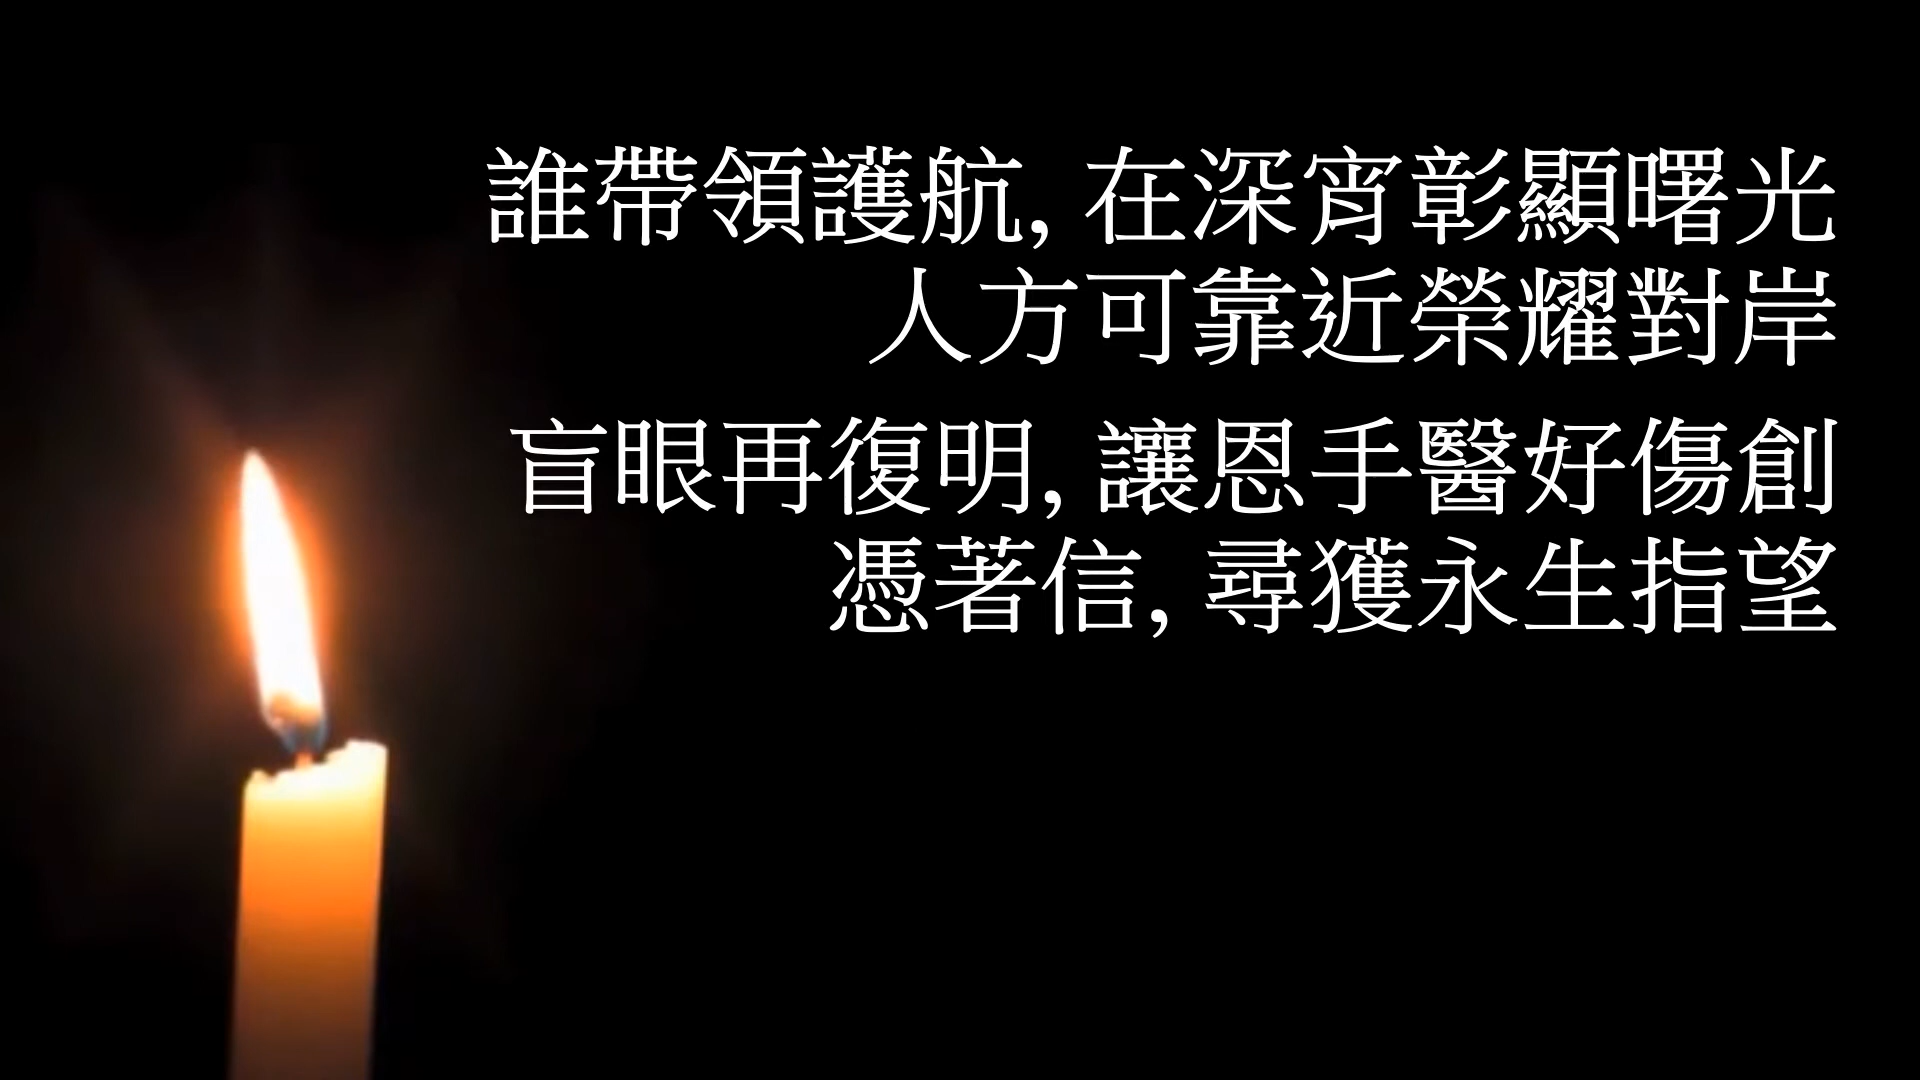 誰帶領護航, 在深宵彰顯曙光
人方可靠近榮耀對岸
盲眼再復明, 讓恩手醫好傷創
憑著信, 尋獲永生指望